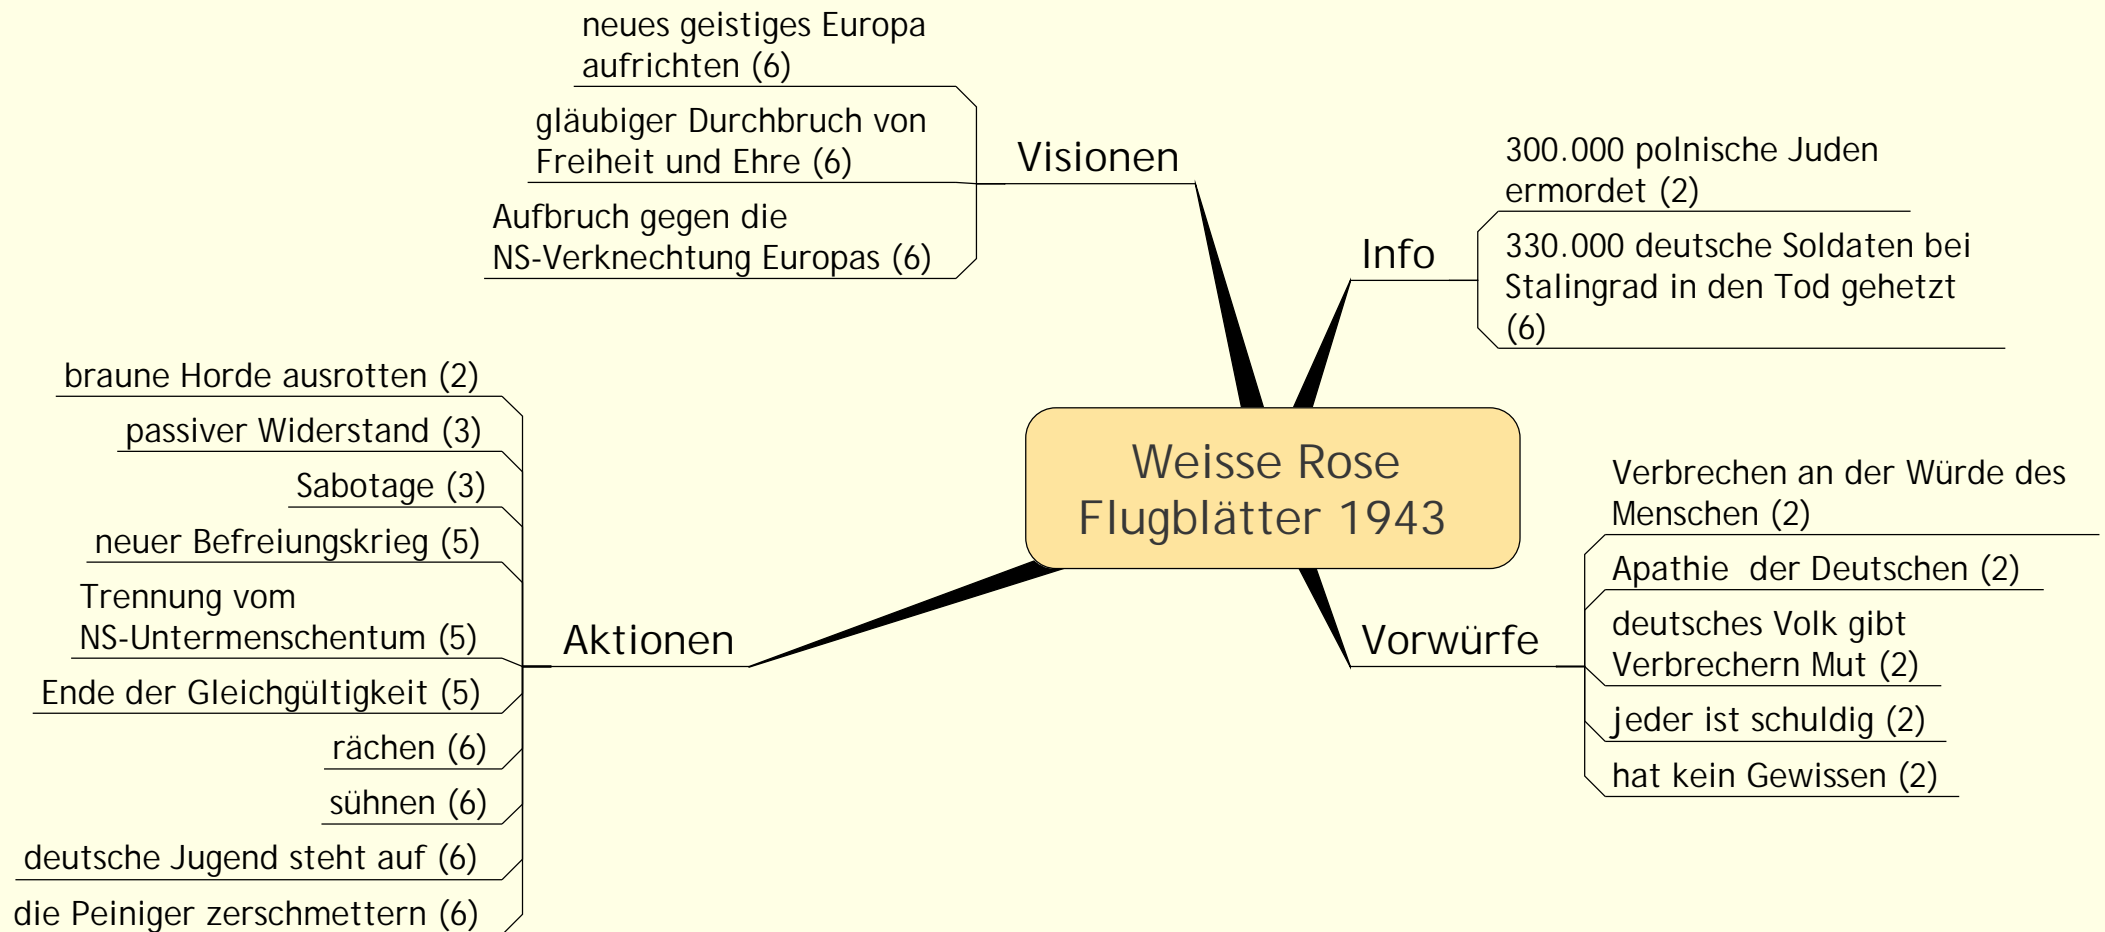 neues geistiges Europa
aufrichten (6)
gläubiger Durchbruch von
Freiheit und Ehre (6)
Aufbruch gegen die
NS-Verknechtung Europas (6)
Visionen
300.000 polnische Juden
ermordet (2)
330.000 deutsche Soldaten bei
Stalingrad in den Tod gehetzt
(6)
Info
Weisse Rose
Flugblätter 1943
braune Horde ausrotten (2)
passiver Widerstand (3)
Sabotage (3)
neuer Befreiungskrieg (5)
Trennung vom
NS-Untermenschentum (5)
Ende der Gleichgültigkeit (5)
rächen (6)
sühnen (6)
deutsche Jugend steht auf (6)
die Peiniger zerschmettern (6)
Aktionen
Vorwürfe
Verbrechen an der Würde des
Menschen (2)
Apathie  der Deutschen (2)
deutsches Volk gibt
Verbrechern Mut (2)
jeder ist schuldig (2)
hat kein Gewissen (2)